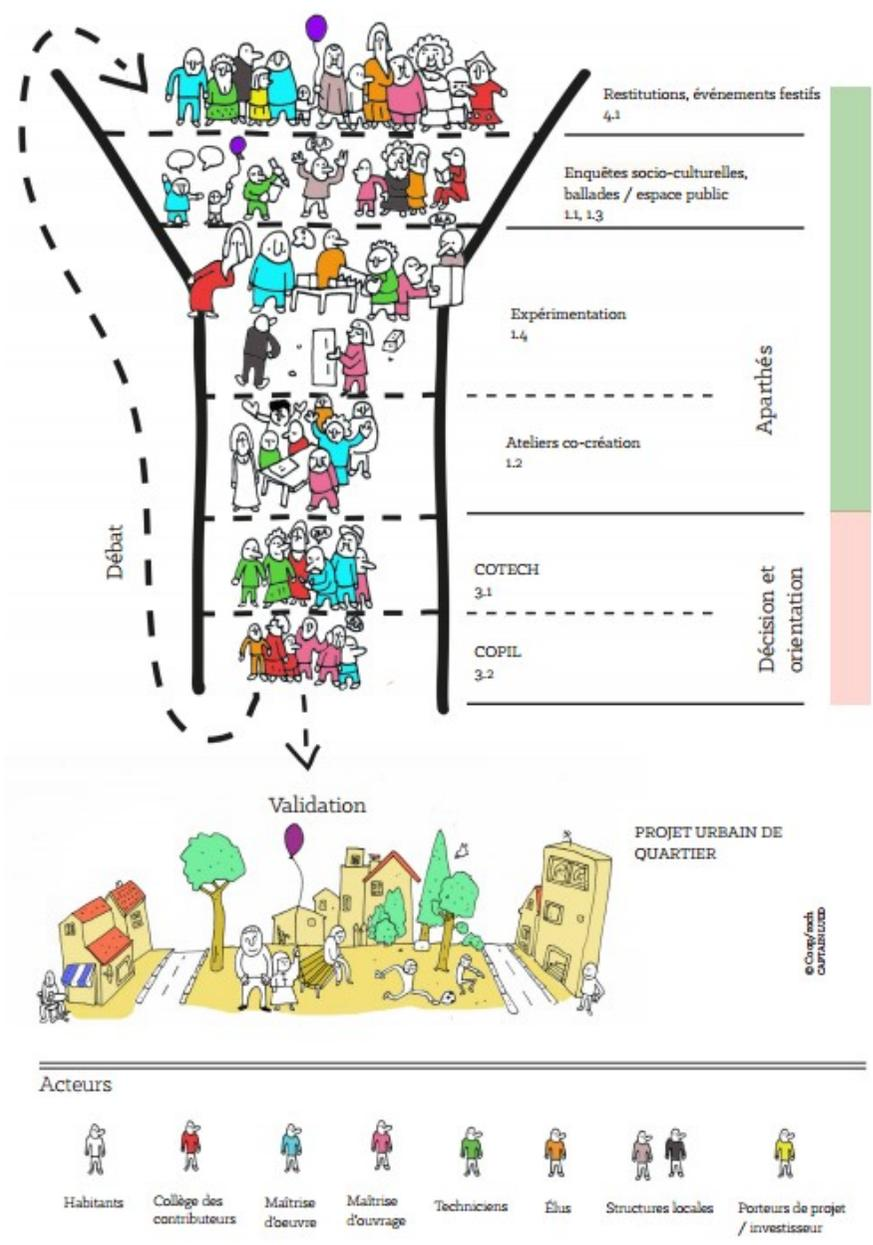 Restitutions, événements festifs
4.1
Enquêtes socio-culturelles,
ballades / espace public
1.1, 1.3
Expérimentation
1.4
Aparthés
Ateliers co-création
1.2
Débat
COTECH
3.1
Décision et
orientation
COPIL
3.2
Validation
PROJET URBAIN DE
QUARTIER
CAPTAIN LUDD
Acteurs
Habitants
Collège des
contributeurs
Maîtrise
d'oeuvre
Maîtrise
d'ouvrage
Techniciens
Élus
Structures locales
Porteurs de projet
/ investisseur